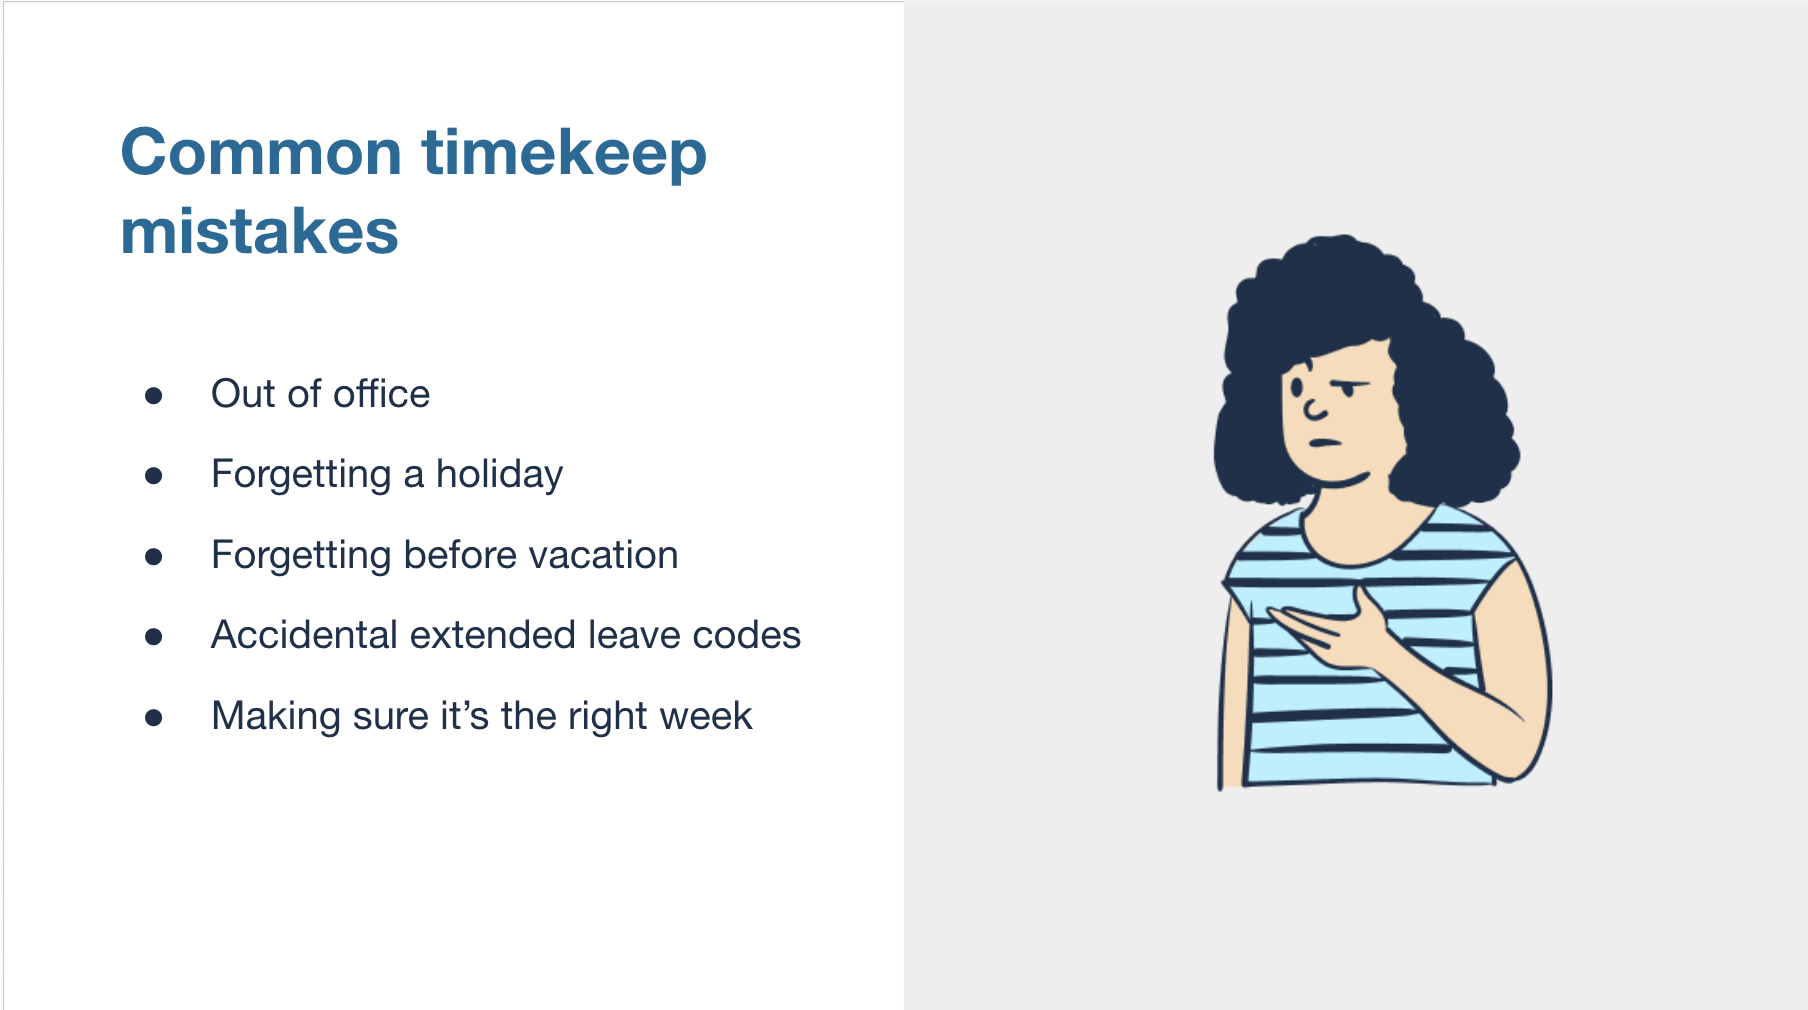 Common timekeep
mistakes
● Out of office
● Forgetting a holiday
● Forgetting before vacation
● Accidental extended leave codes
● Making sure it’s the right week